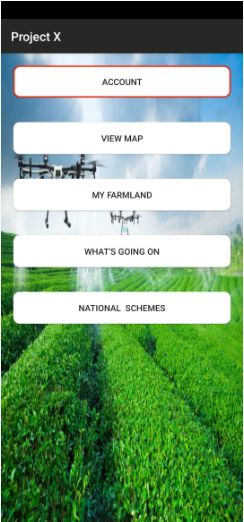 Project X
ACCOUNT
VIEW MAP
MY FARMLAND
WHAT'S GOING ON
NATIONAL SCHEMES